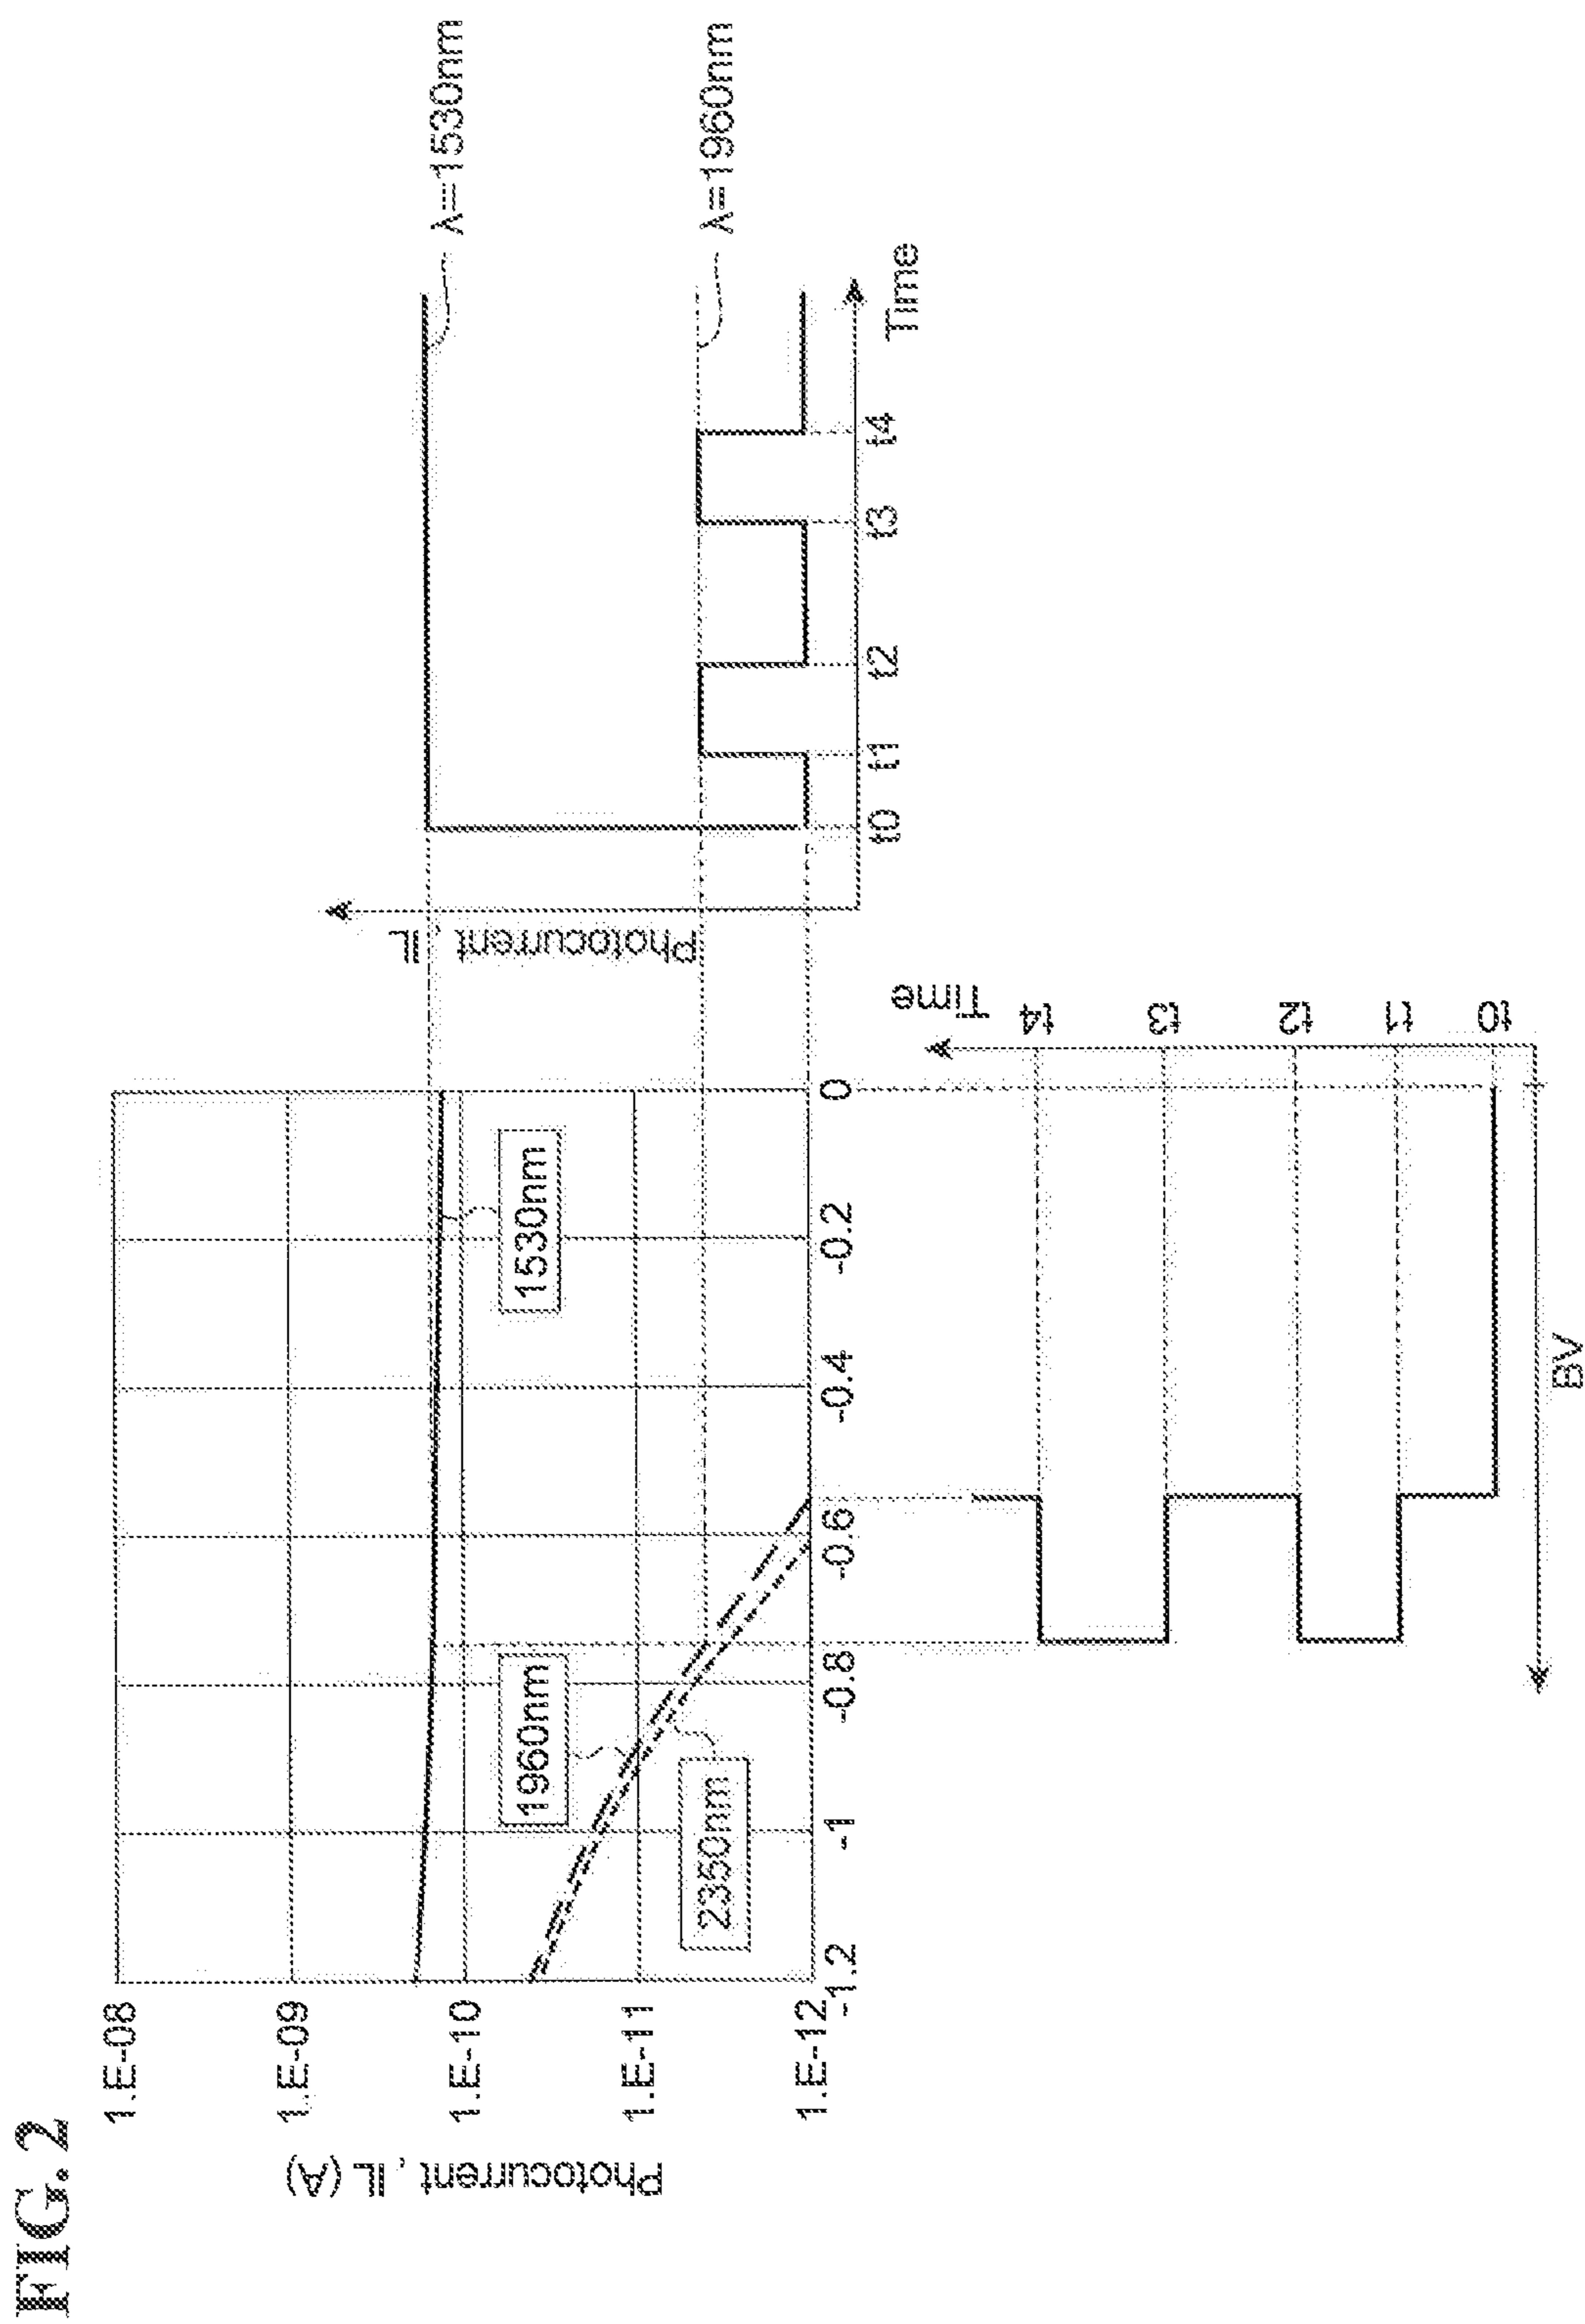 FIG. 2
Photocurrent , IL (A)
1.E-08
1.E-09
1.E-10
1.E-11
1.E-12
-1.2
-1
-0.8
-0.6
-0.4
-0.2
0
1960nm
2350nm
1530nm
Photocurrent , IL
λ=1530nm
λ=1960nm
t0
t1
t2
t3
t4
Time
Time
t4
t3
t2
t1
t0
BV